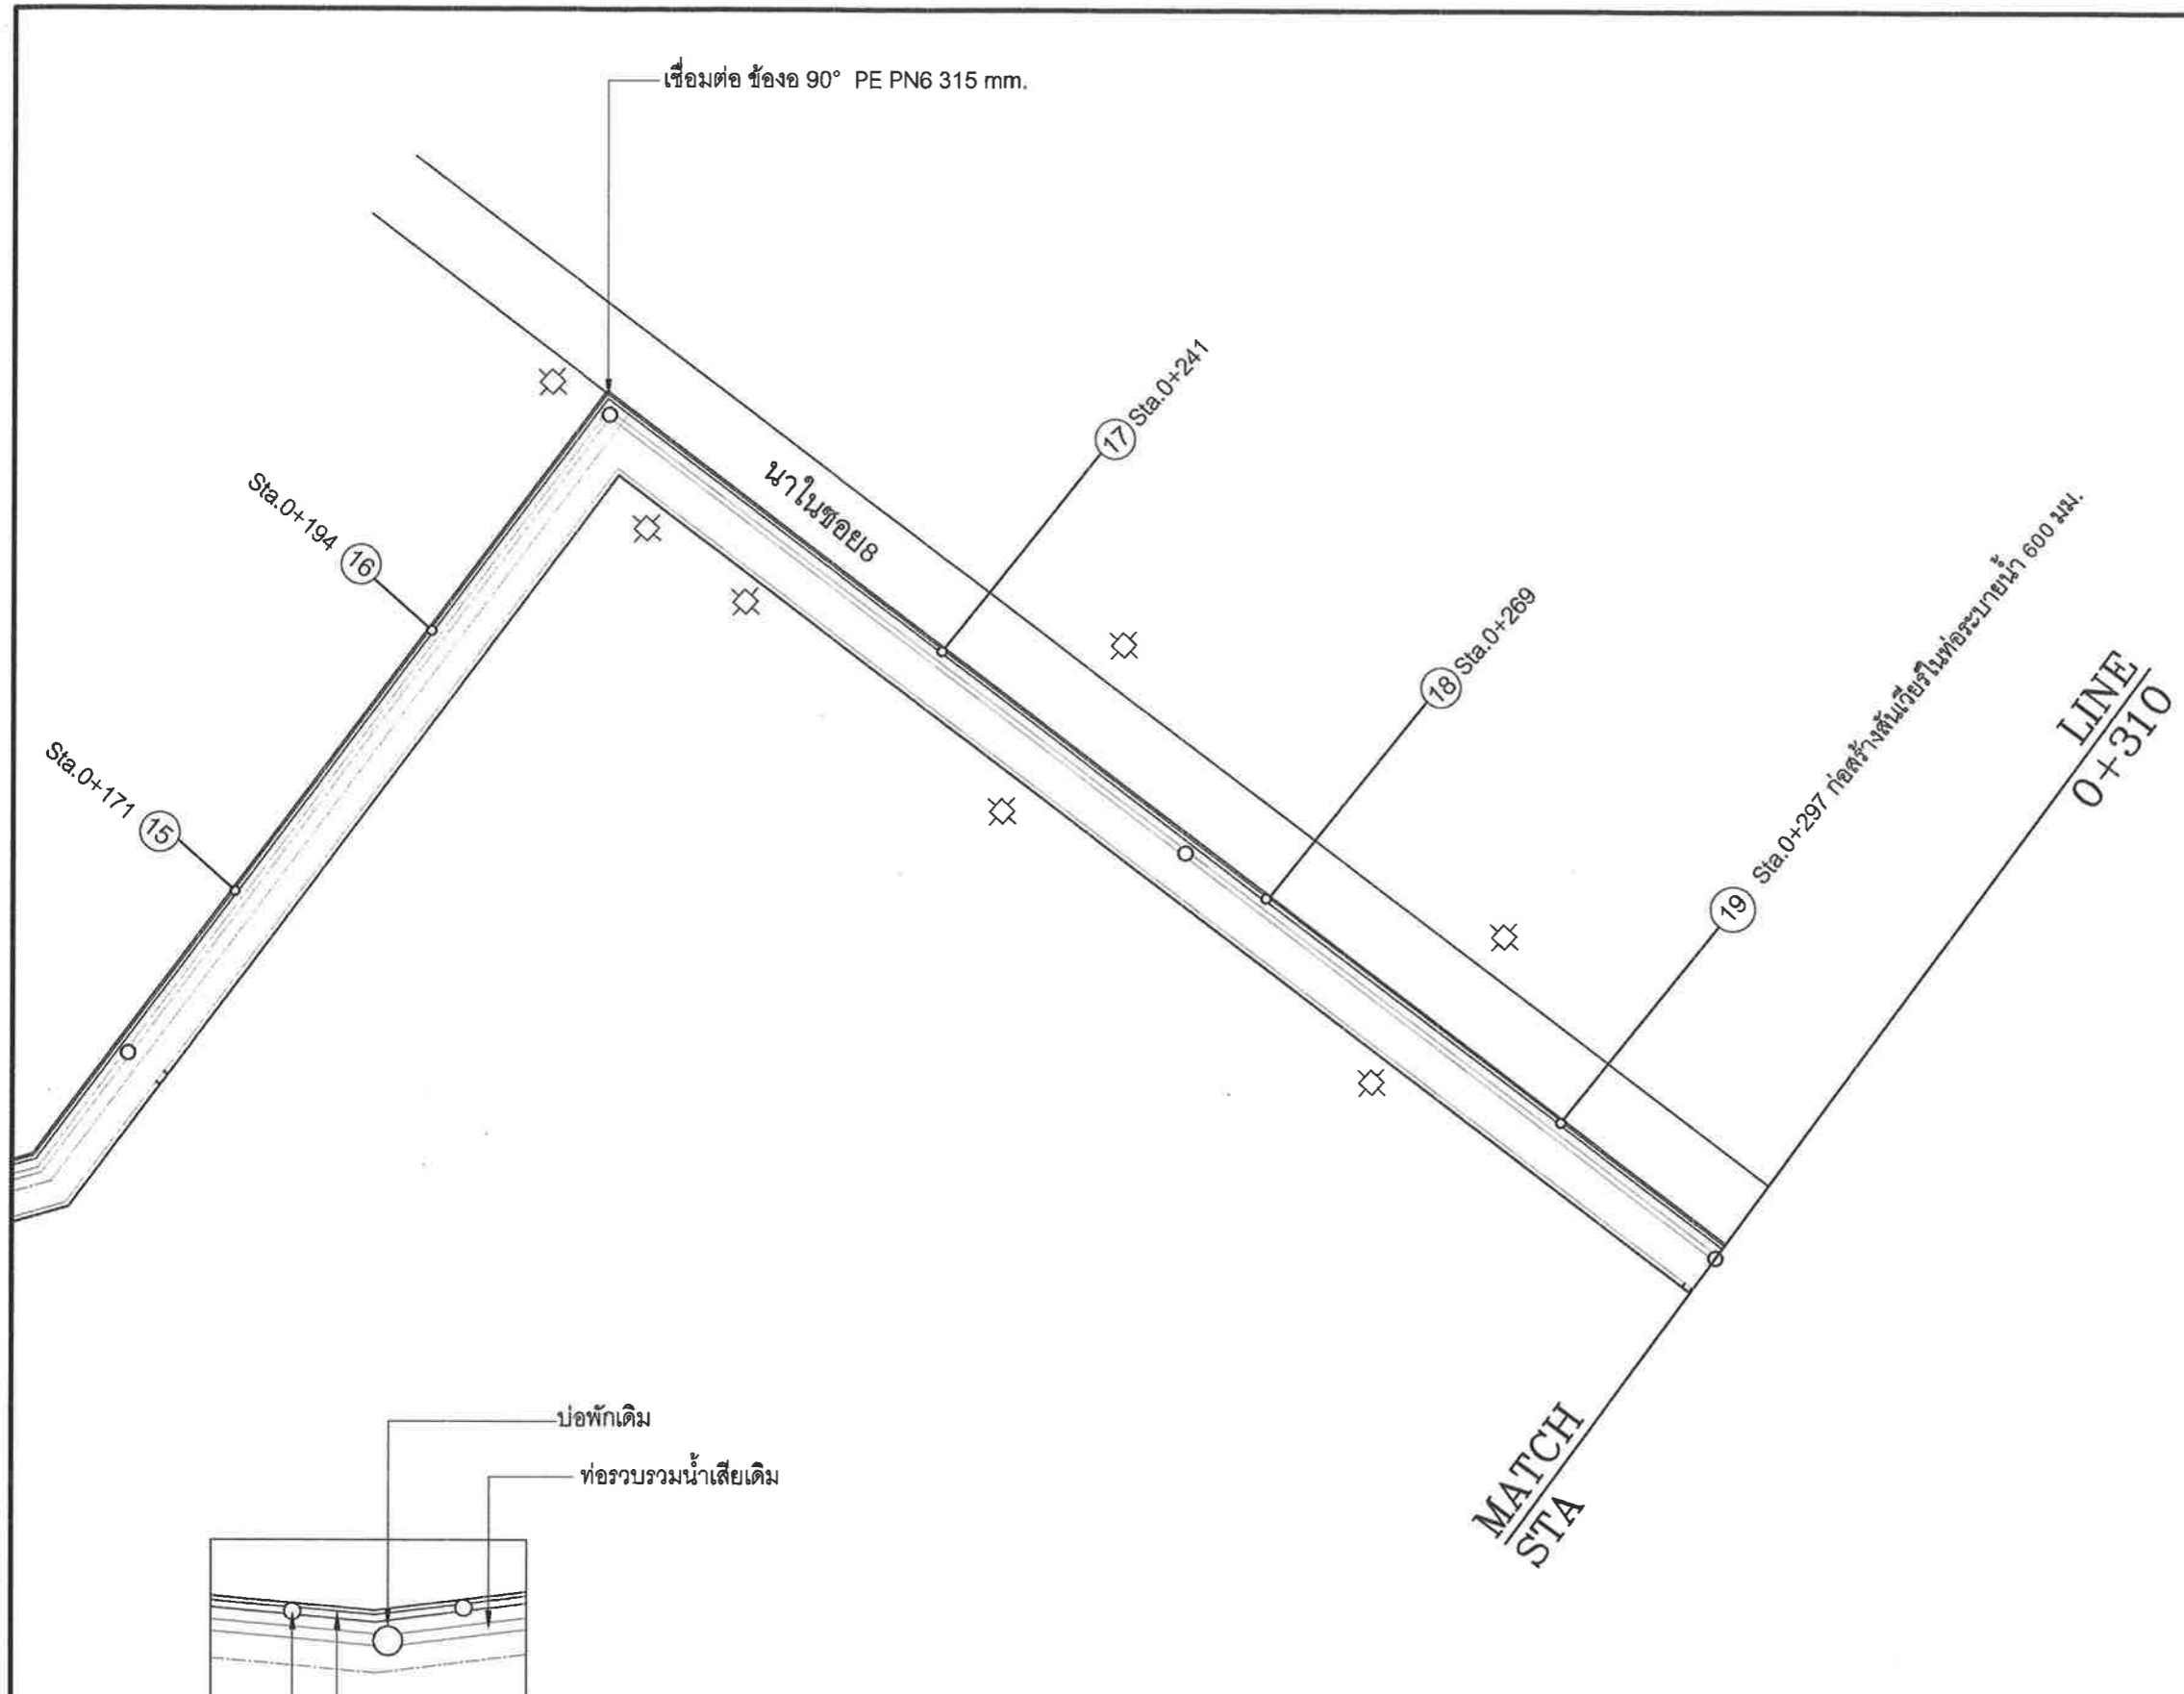 เชื่อมต่อ ข้องอ 90° PE PN6 315 mm.
17 Sta.0+241
นาในซอย8
Sta.0+194 16
18 Sta.0+269
Sta.0+171 15
19 Sta.0+297 ก่อสร้างสันเวียร์ในท่อระบายน้ำ 600 มม.
LINE
0+310
MATCH
STA
บ่อพักเดิม
ท่อรวบรวมน้ำเสียเดิม